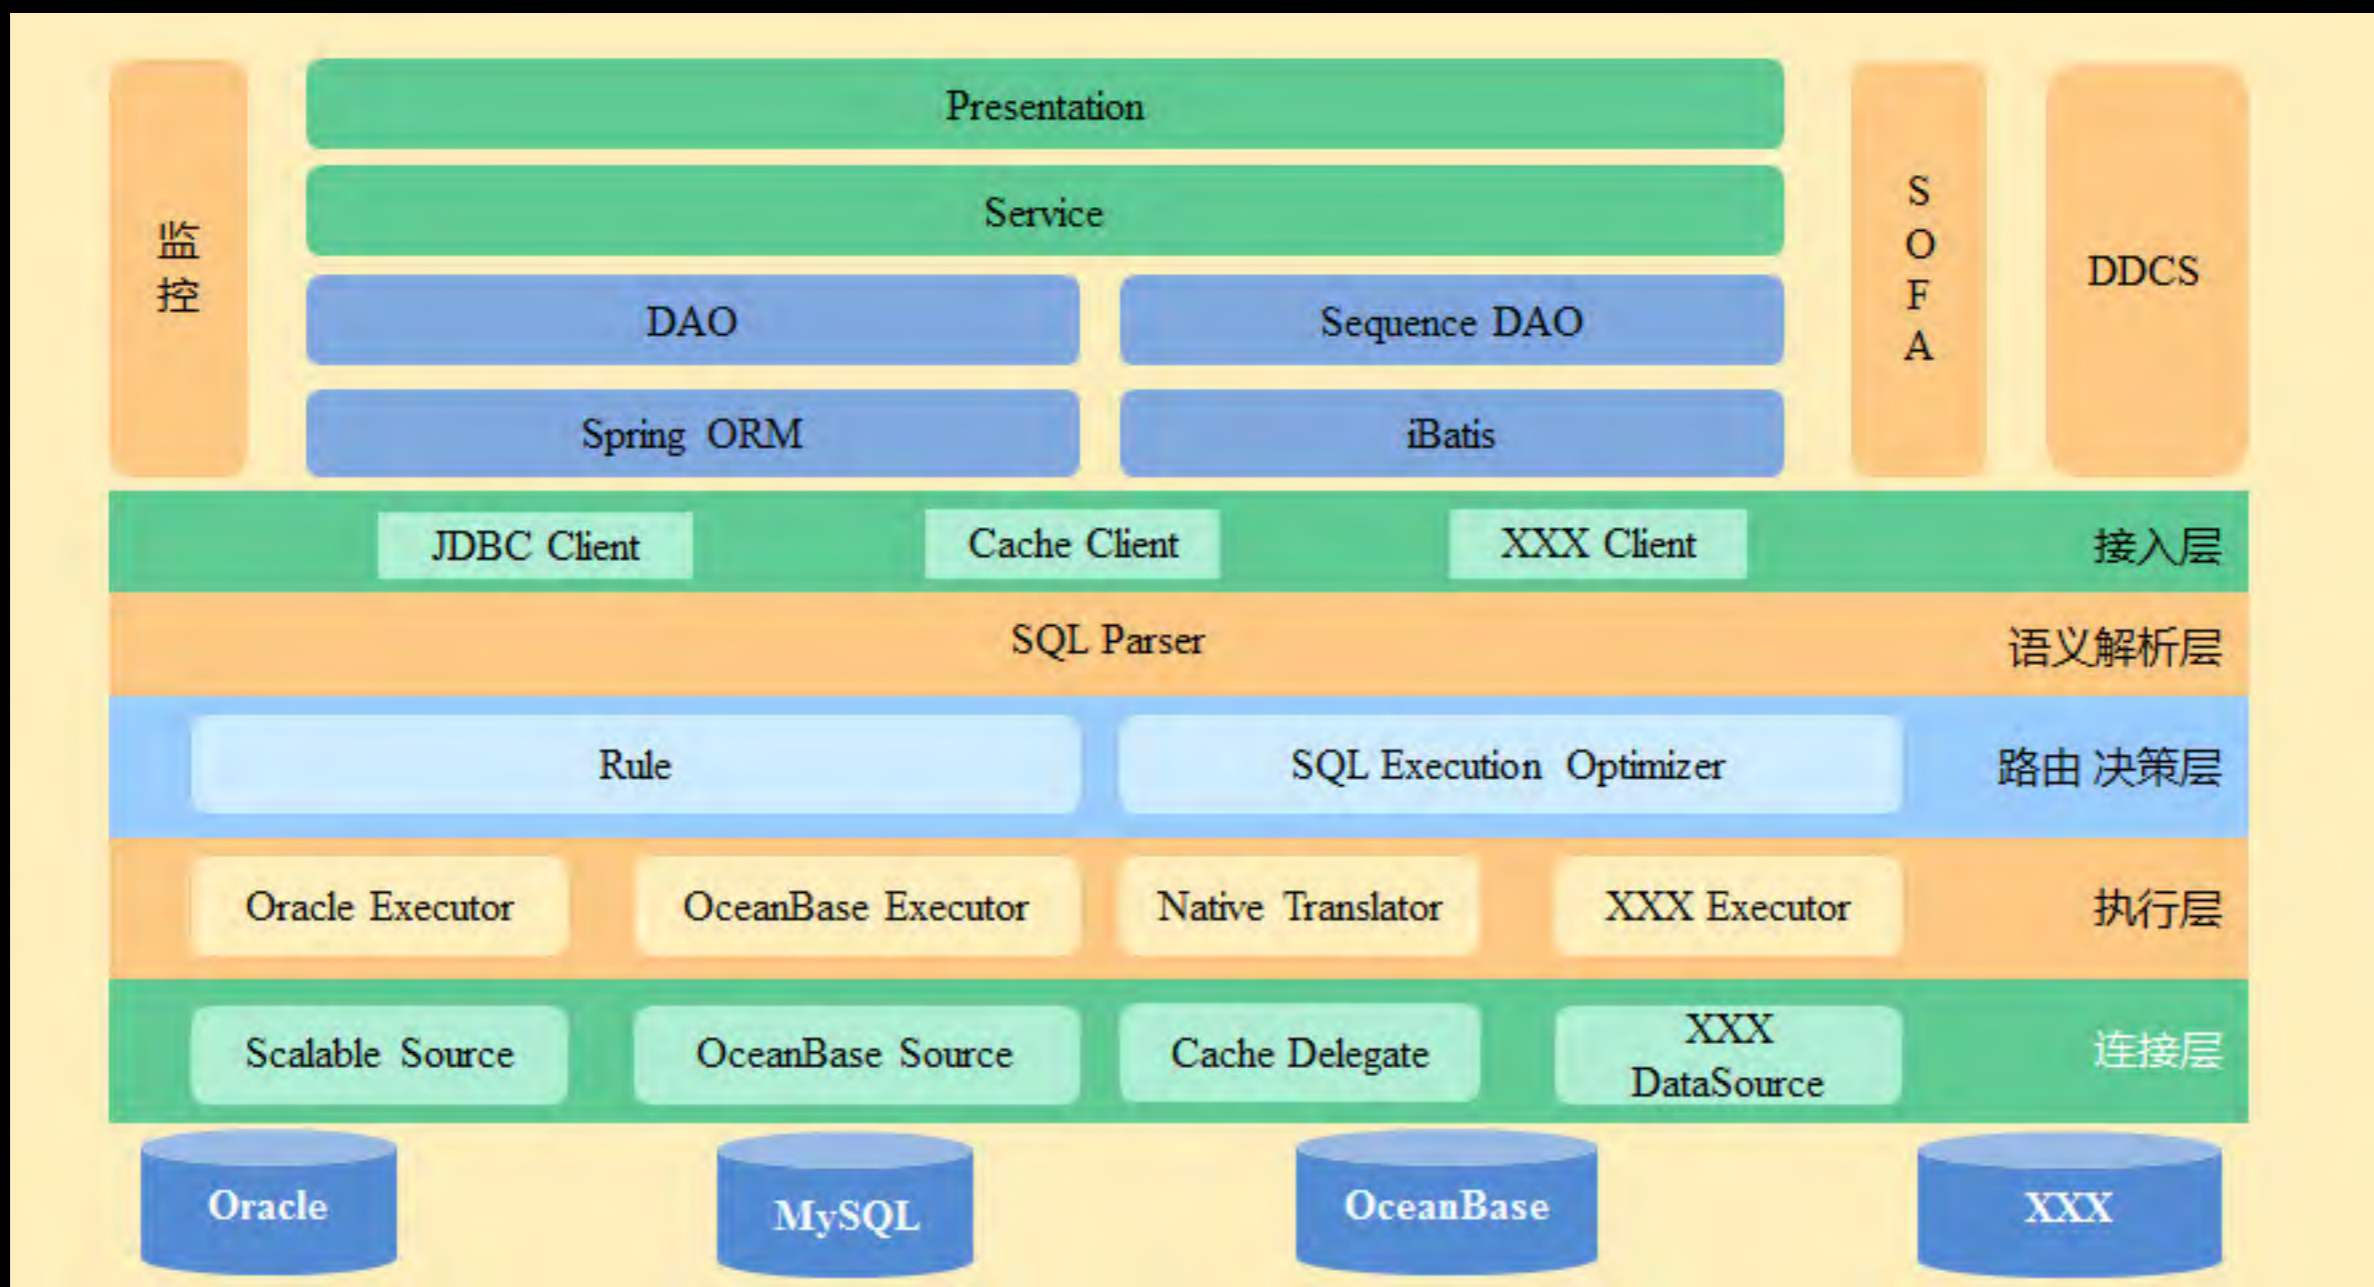 监
控
Presentation
Service
DAO
Sequence DAO
Spring ORM
iBatis
S
O
F
A
DDCS
JDBC Client
Cache Client
XXX Client
接入层
SQL Parser
语义解析层
Rule
SQL Execution Optimizer
路由 决策层
Oracle Executor
OceanBase Executor
Native Translator
XXX Executor
执行层
Scalable Source
OceanBase Source
Cache Delegate
XXX
DataSource
连接层
Oracle
MySQL
OceanBase
XXX